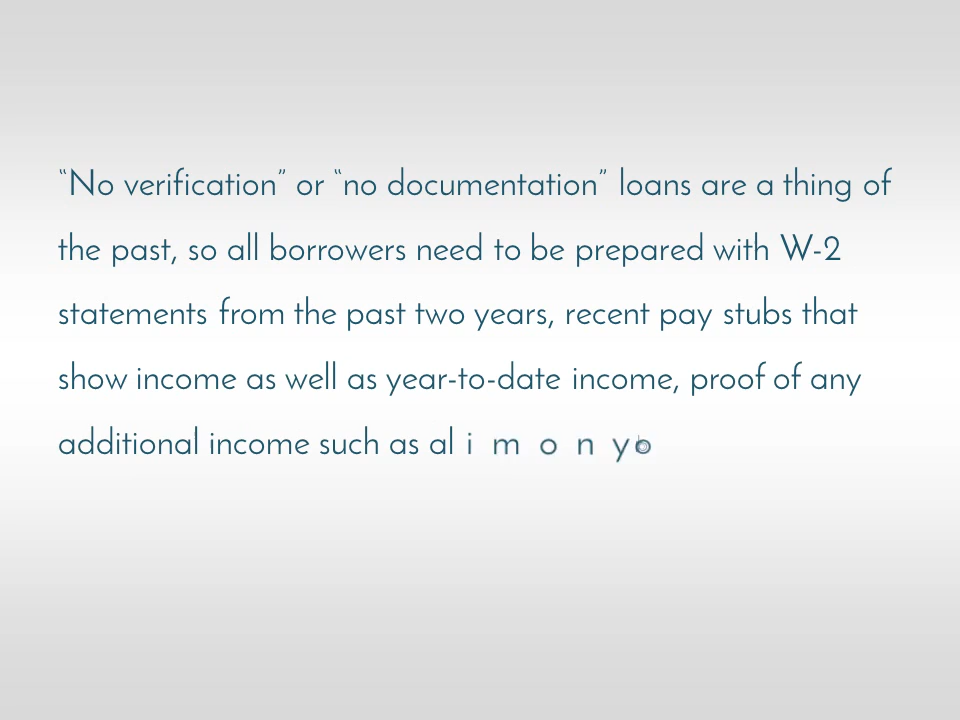 “No verification” or “no documentation” loans are a thing of
the past, so all borrowers need to be prepared with W-2
statements from the past two years, recent pay stubs that
show income as well as year-to-date income, proof of any
additional income such as alimony